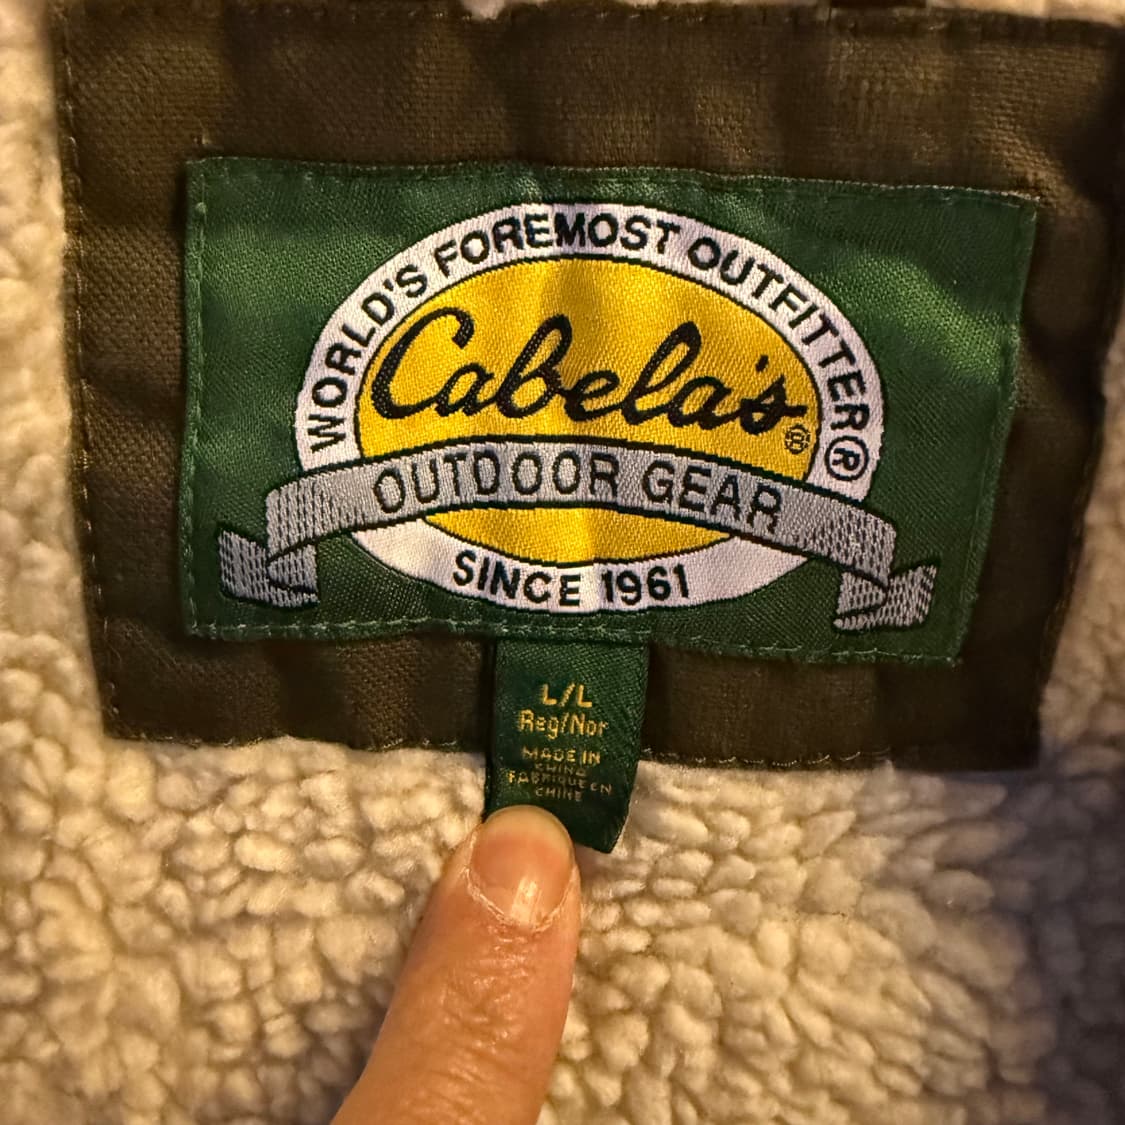 WORLD'S FOREMOST OUTFITTER®
Cabela's®
OUTDOOR GEAR
SINCE 1961
L/L
Reg/Nor
MADE IN
CHINA
FABRIQUE EN
CHINE